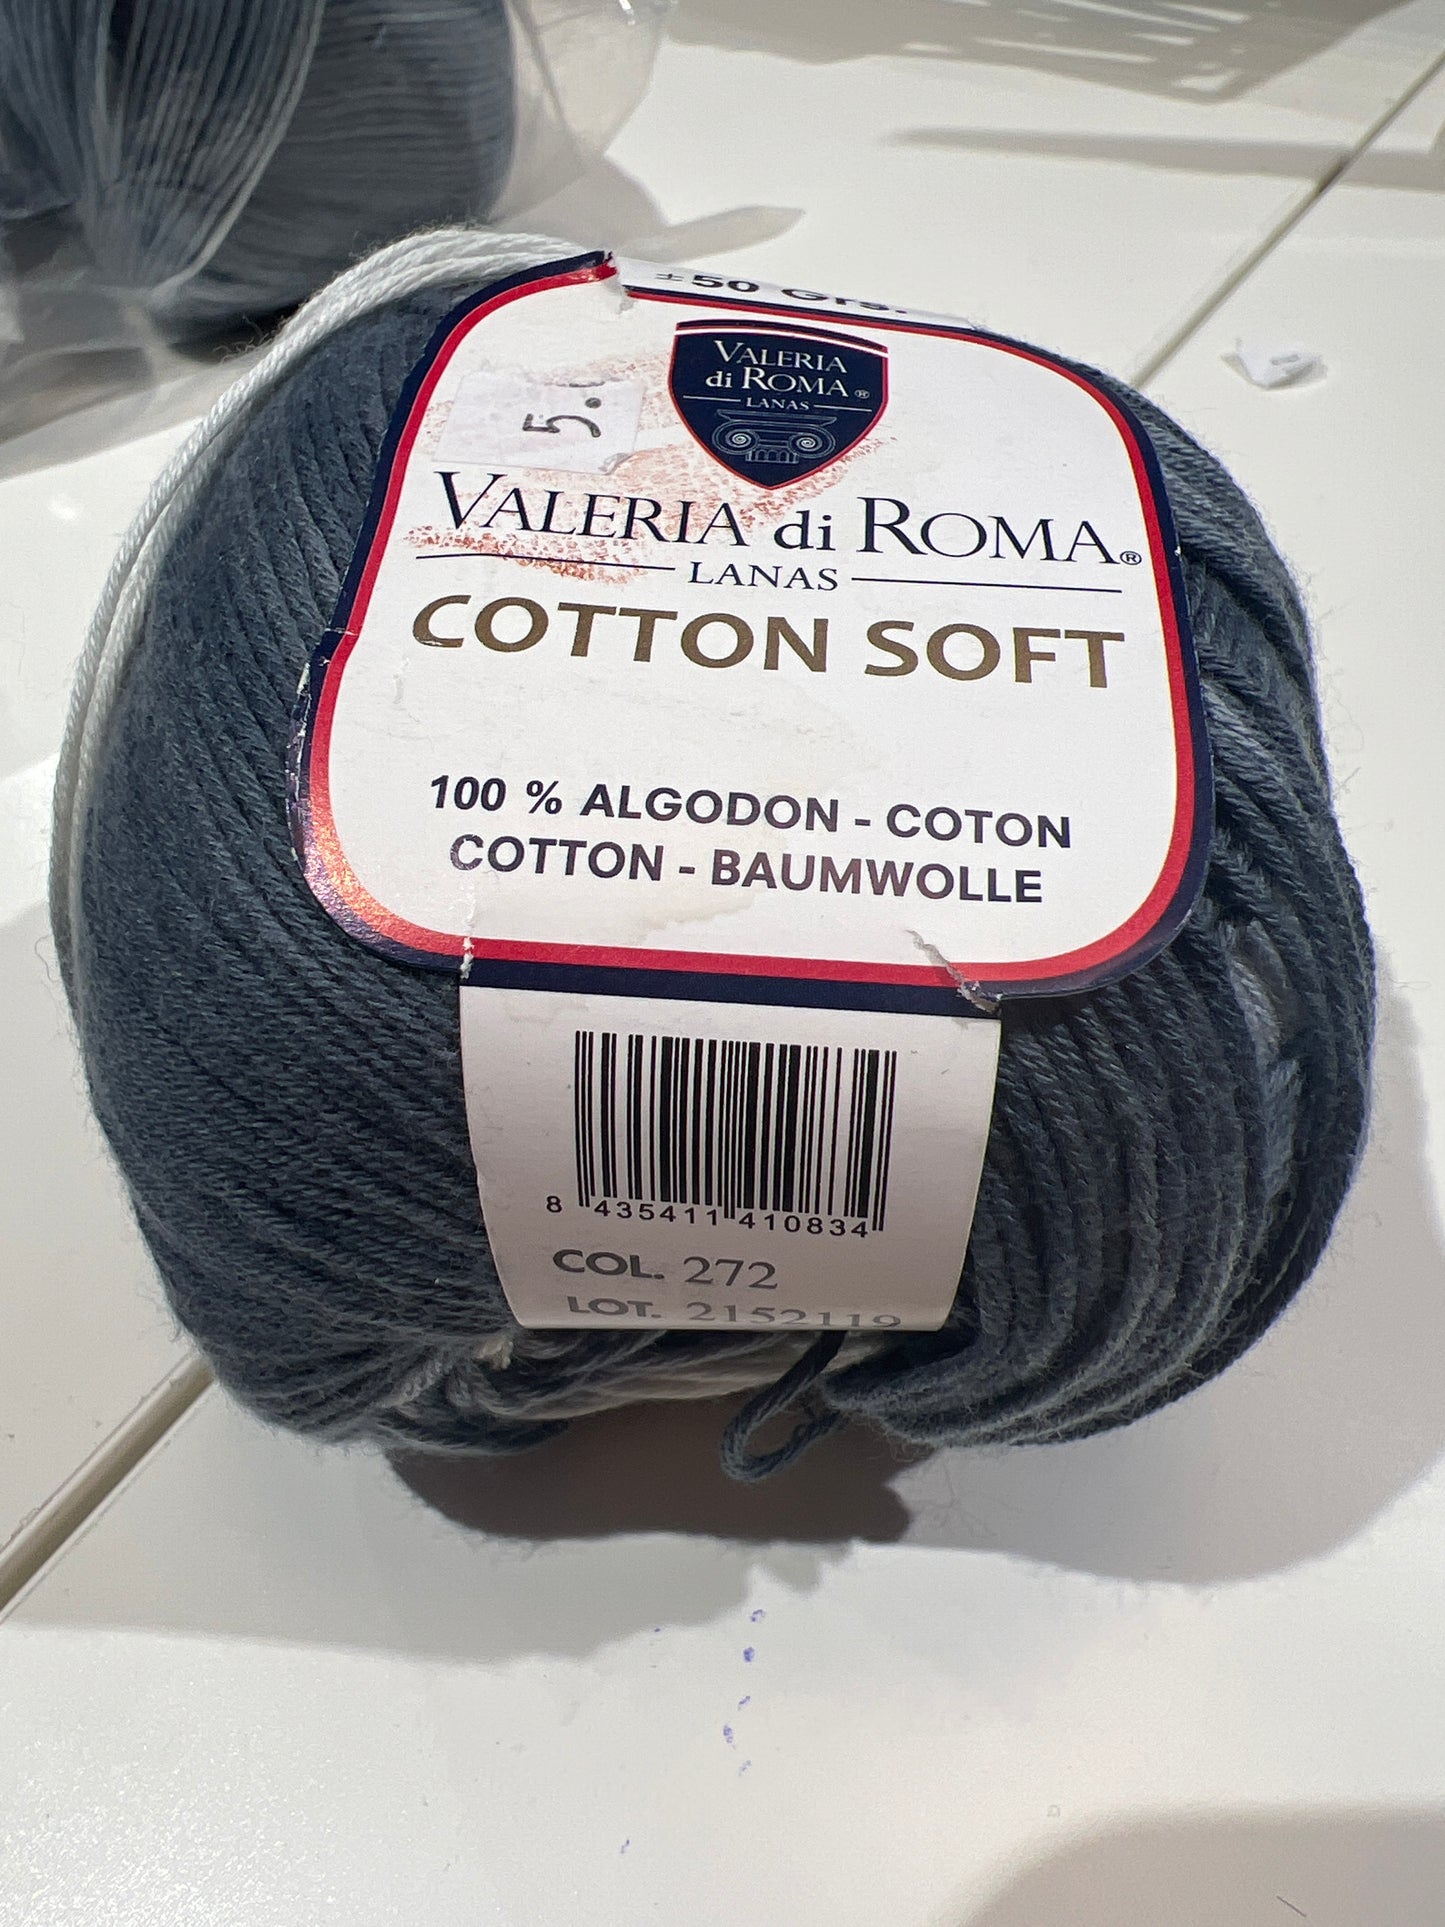 ±50 Grs.
VALERIA
di ROMA®
LANAS
5.
VALERIA di ROMA®
LANAS
COTTON SOFT
100 % ALGODON - COTON
COTTON - BAUMWOLLE
8 435411 410834
COL. 272
LOT. 2152119